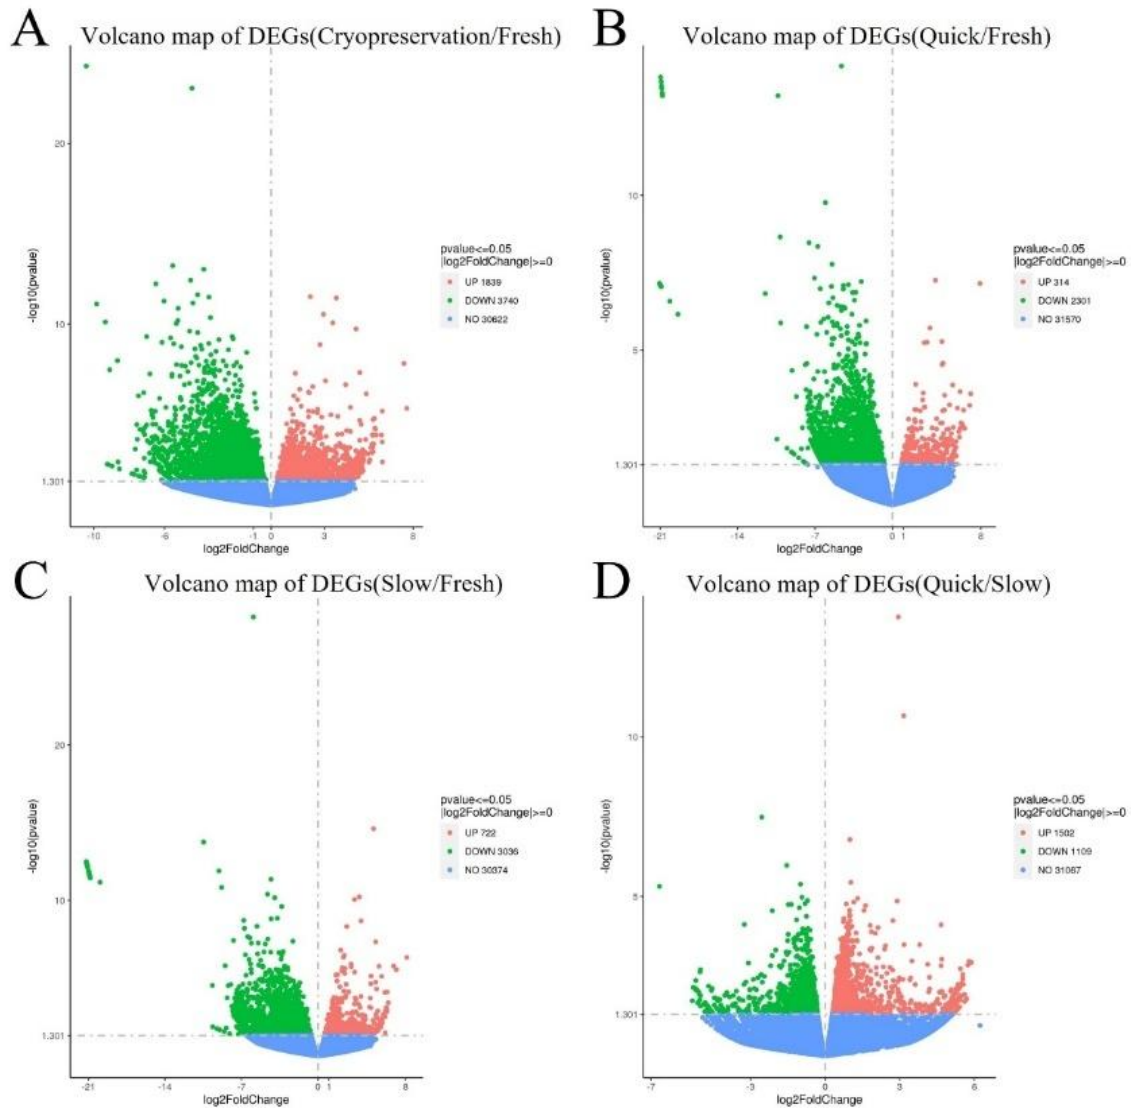 A
Volcano map of DEGs(Cryopreservation/Fresh)
20
10
1.301
-log10(pvalue)
-10
-6
-1
0
3
8
log2FoldChange
pvalue<=0.05
|log2FoldChange|>=0
UP 1839
DOWN 3740
NO 30622
B
Volcano map of DEGs(Quick/Fresh)
10
5
1.301
-log10(pvalue)
-21
-14
-7
0
1
8
log2FoldChange
pvalue<=0.05
|log2FoldChange|>=0
UP 314
DOWN 2301
NO 31570
C
Volcano map of DEGs(Slow/Fresh)
20
10
1.301
-log10(pvalue)
-21
-14
-7
0
1
8
log2FoldChange
pvalue<=0.05
|log2FoldChange|>=0
UP 722
DOWN 3036
NO 30374
D
Volcano map of DEGs(Quick/Slow)
10
5
1.301
-log10(pvalue)
-7
-3
0
3
6
log2FoldChange
pvalue<=0.05
|log2FoldChange|>=0
UP 1502
DOWN 1109
NO 31087